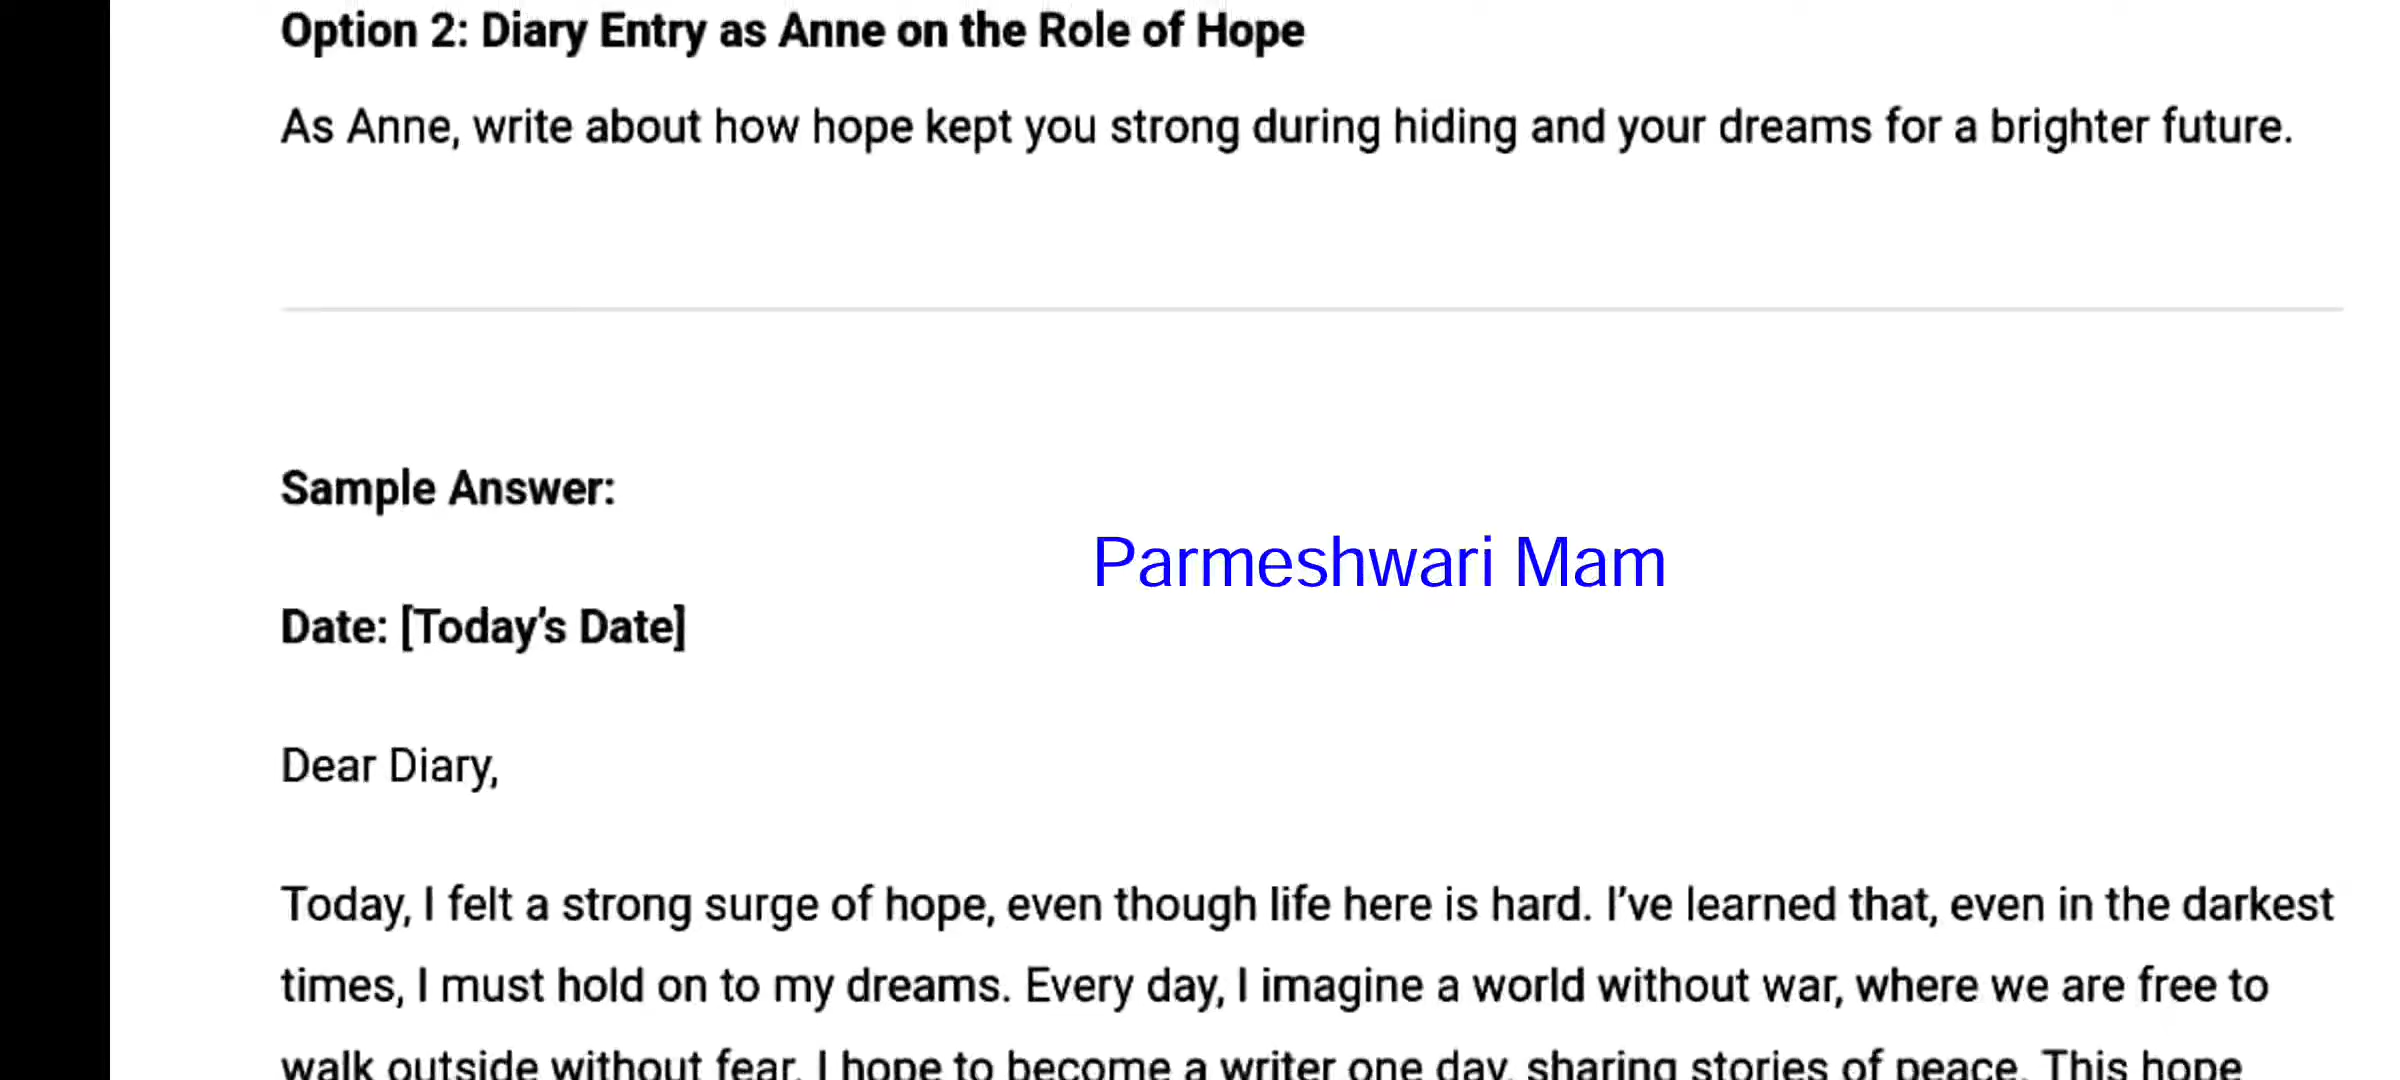 Option 2: Diary Entry as Anne on the Role of Hope
As Anne, write about how hope kept you strong during hiding and your dreams for a brighter future.
Sample Answer:
Parmeshwari Mam
Date: [Today’s Date]
Dear Diary,
Today, I felt a strong surge of hope, even though life here is hard. I’ve learned that, even in the darkest
times, I must hold on to my dreams. Every day, I imagine a world without war, where we are free to
walk outside without fear. I hope to become a writer one day, sharing stories of peace. This hope